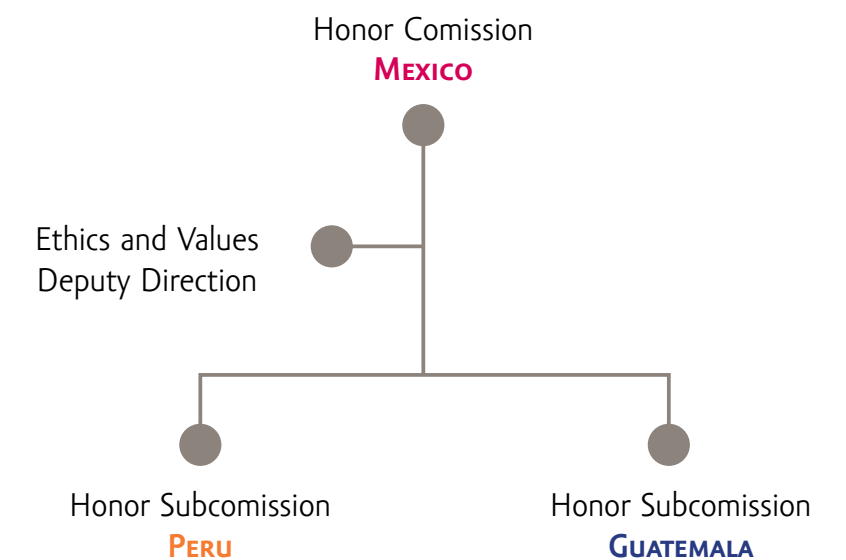 Honor Comission
Mexico
Ethics and Values
Deputy Direction
Honor Subcomission
Peru
Honor Subcomission
Guatemala